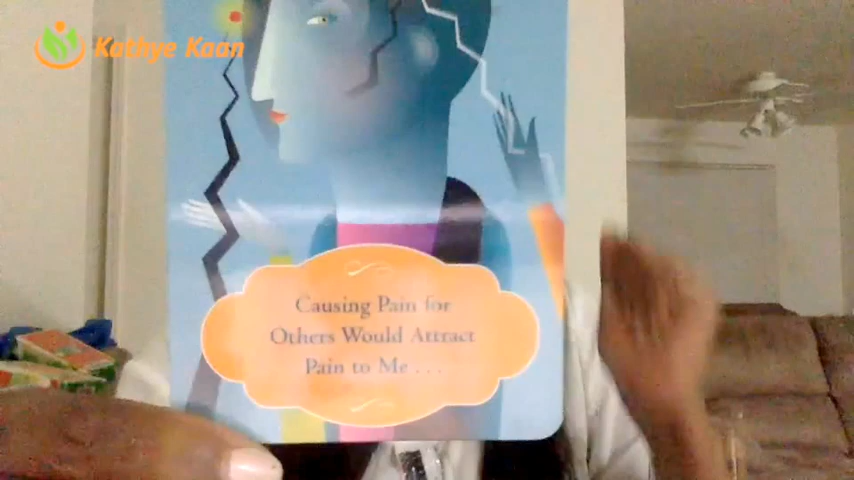 Kathye Kaan
Causing Pain for
Others Would Attract
Pain to Me . . . .